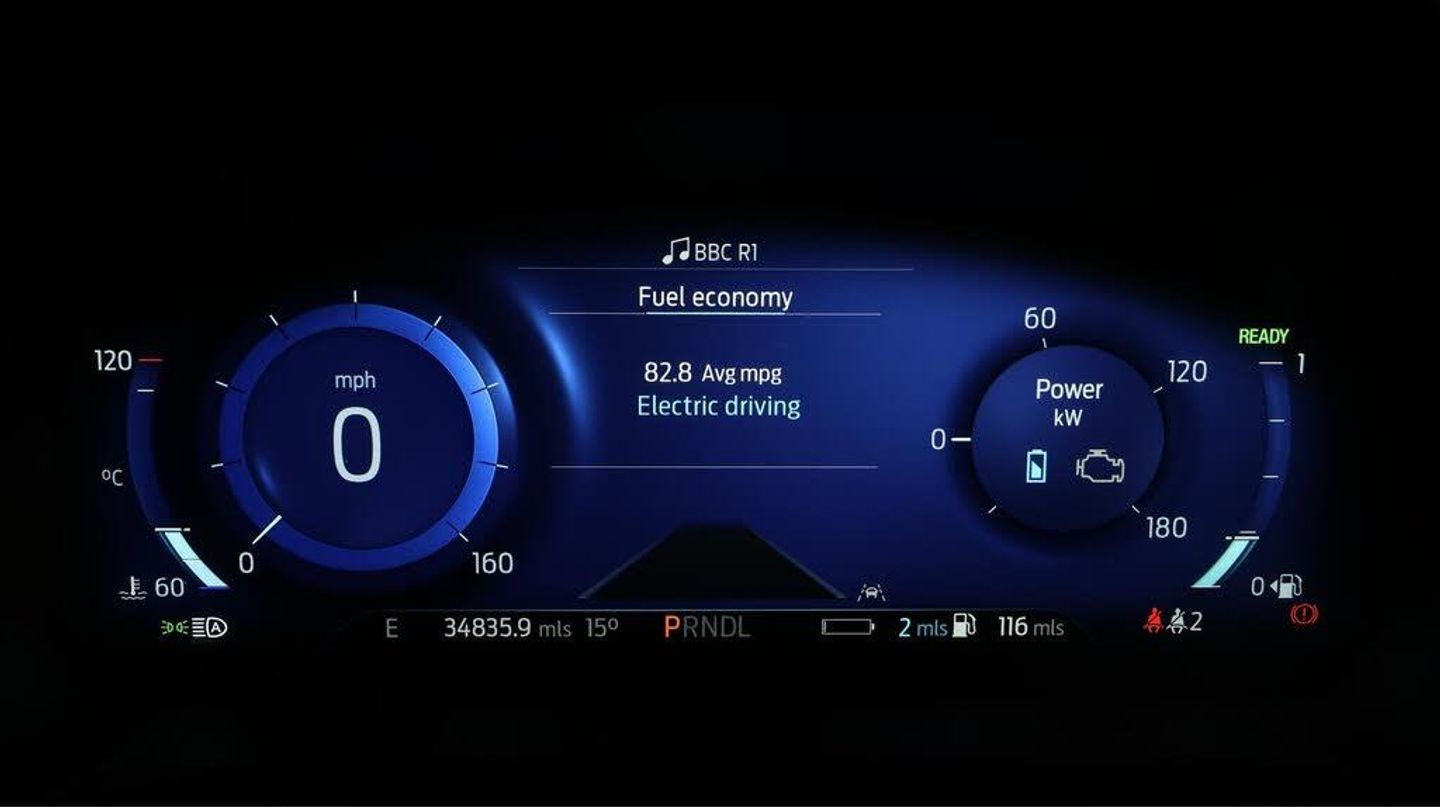 BBC R1
Fuel economy
82.8 Avg mpg
Electric driving
120
ºC
60
mph
0
0
160
60
120
Power
kW
0
180
READY
1
0
A
E 34835.9 mls 15º PRNDL 2 mls 116 mls
2